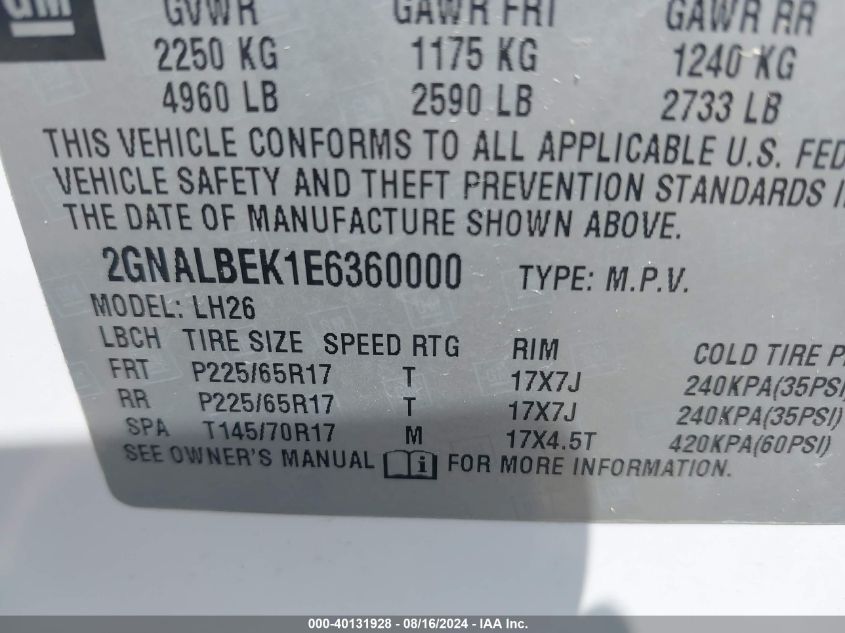 GM GVWR GAWR FRT GAWR RR
2250 KG 1175 KG 1240 KG
4960 LB 2590 LB 2733 LB
THIS VEHICLE CONFORMS TO ALL APPLICABLE U.S. FED
VEHICLE SAFETY AND THEFT PREVENTION STANDARDS I
THE DATE OF MANUFACTURE SHOWN ABOVE.
2GNALBEK1E6360000 TYPE: M.P.V.
MODEL: LH26
LBCH TIRE SIZE SPEED RTG RIM COLD TIRE P
FRT P225/65R17 T 17X7J 240KPA(35PSI)
RR P225/65R17 T 17X7J 240KPA(35PSI)
SPA T145/70R17 M 17X4.5T 420KPA(60PSI)
SEE OWNER'S MANUAL i FOR MORE INFORMATION.
000-40131928 - 08/16/2024 - IAA Inc.